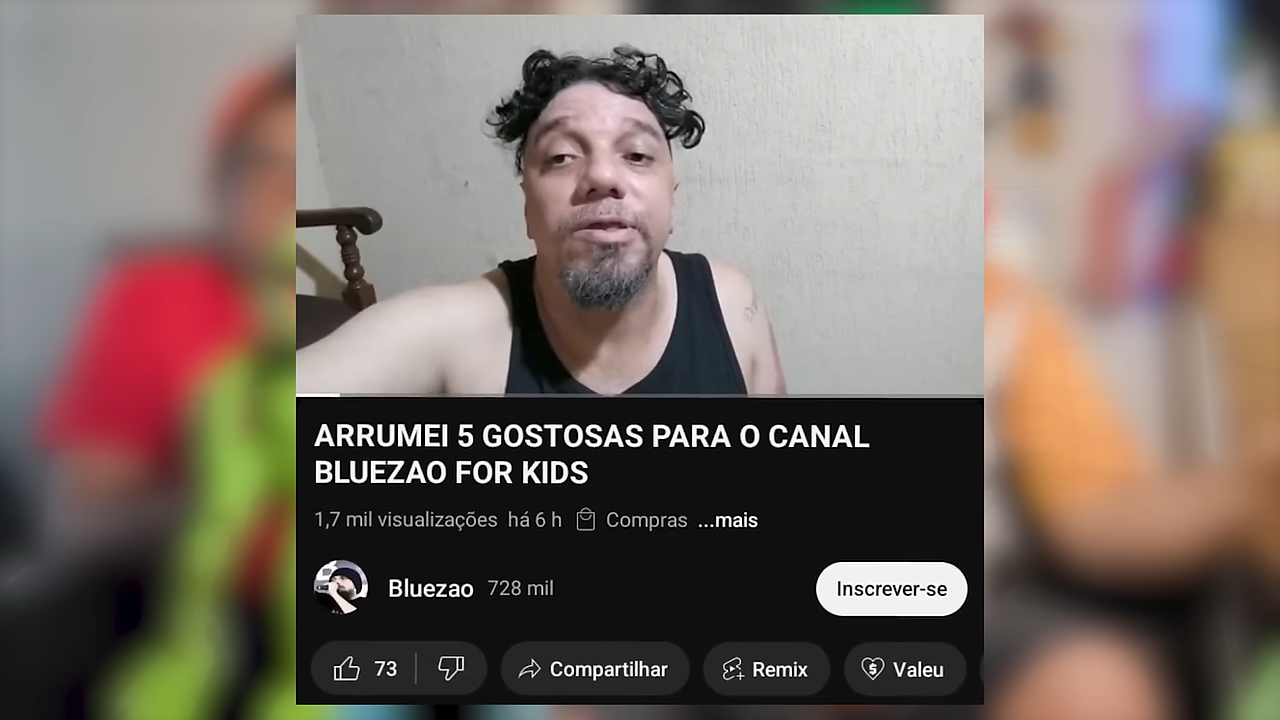 ARRUMEI 5 GOSTOSAS PARA O CANAL
BLUEZAO FOR KIDS
1,7 mil visualizações há 6 h Compras ...mais
Bluezao 728 mil Inscrever-se
73 Compartilhar Remix Valeu